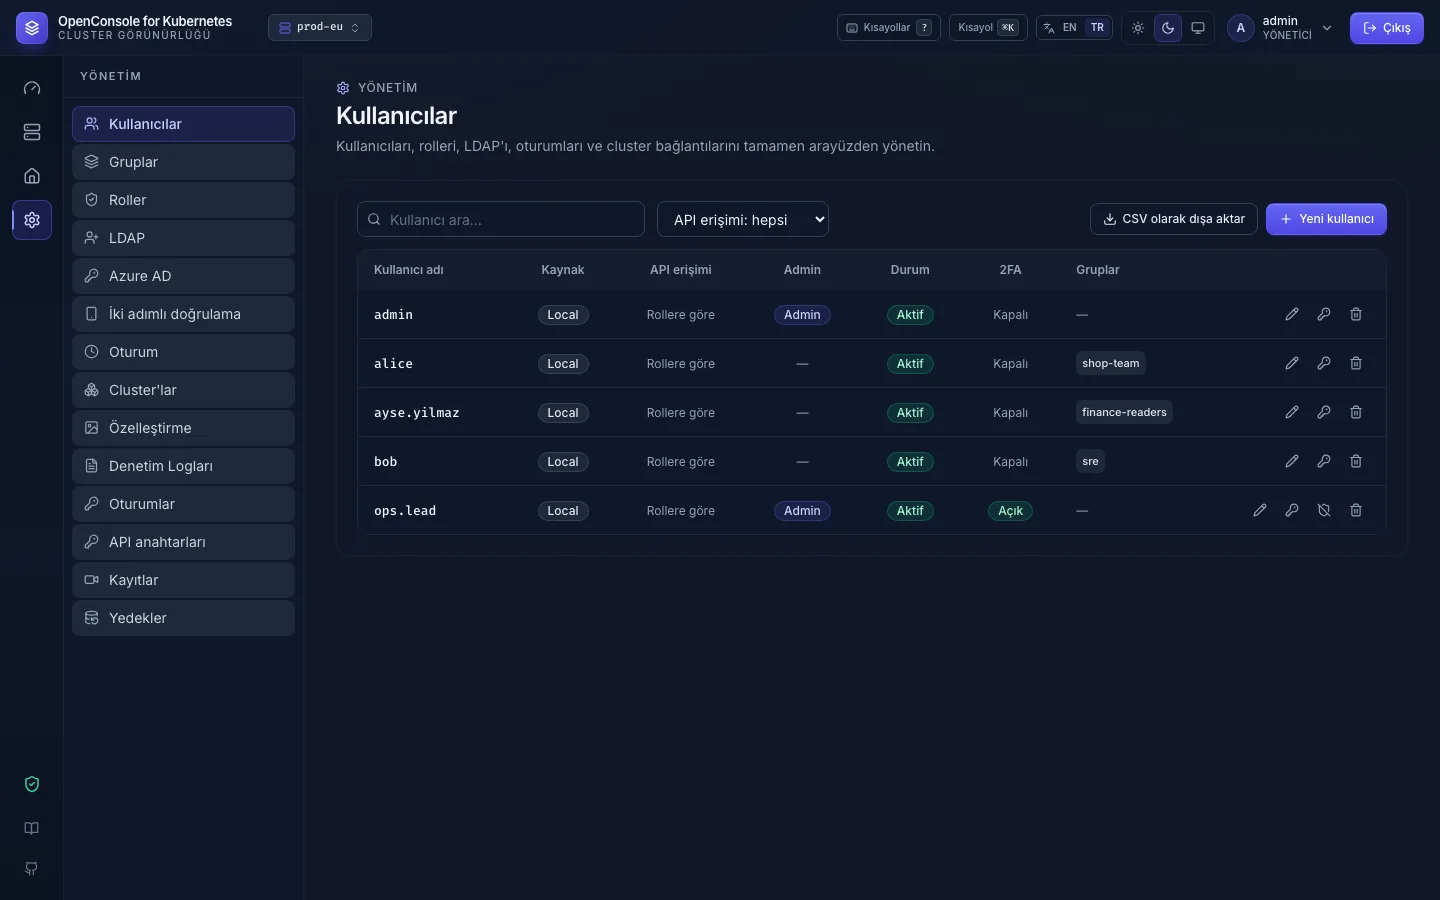 OpenConsole for Kubernetes
CLUSTER GÖRÜNÜRLÜĞÜ
prod-eu
Kısayollar ?
Kısayol ⌘K
EN TR
A
admin
YÖNETİCİ
Çıkış
YÖNETİM
Kullanıcılar
Gruplar
Roller
LDAP
Azure AD
İki adımlı doğrulama
Oturum
Cluster'lar
Özelleştirme
Denetim Logları
Oturumlar
API anahtarları
Kayıtlar
Yedekler
YÖNETİM
Kullanıcılar
Kullanıcıları, rolleri, LDAP'ı, oturumları ve cluster bağlantılarını tamamen arayüzden yönetin.
Kullanıcı ara...
API erişimi: hepsi
CSV olarak dışa aktar
Yeni kullanıcı
Kullanıcı adı Kaynak API erişimi Admin Durum 2FA Gruplar
admin Local Rollere göre Admin Aktif Kapalı —
alice Local Rollere göre — Aktif Kapalı shop-team
ayse.yilmaz Local Rollere göre — Aktif Kapalı finance-readers
bob Local Rollere göre — Aktif Kapalı sre
ops.lead Local Rollere göre Admin Aktif Açık —